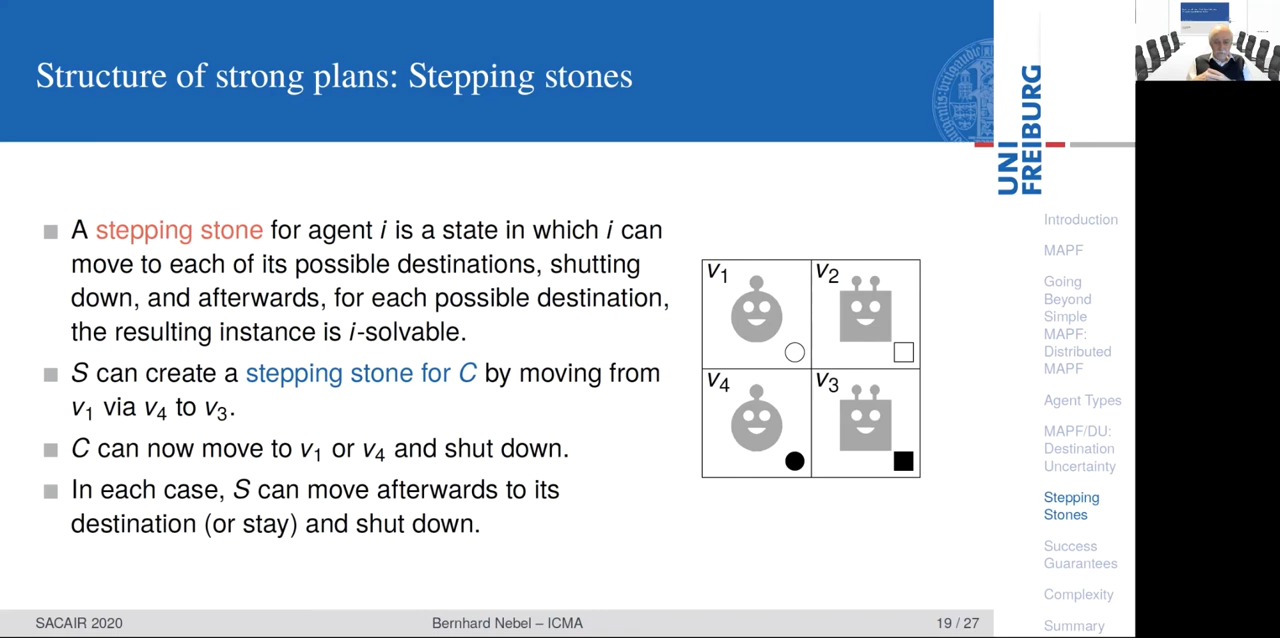 Structure of strong plans: Stepping stones
UNI
FREIBURG
A stepping stone for agent i is a state in which i can
move to each of its possible destinations, shutting
down, and afterwards, for each possible destination,
the resulting instance is i-solvable.
S can create a stepping stone for C by moving from
v1 via v4 to v3.
C can now move to v1 or v4 and shut down.
In each case, S can move afterwards to its
destination (or stay) and shut down.
v1
v2
v4
v3
Introduction
MAPF
Going
Beyond
Simple
MAPF:
Distributed
MAPF
Agent Types
MAPF/DU:
Destination
Uncertainty
Stepping
Stones
Success
Guarantees
Complexity
Summary
SACAIR 2020
Bernhard Nebel – ICMA
19 / 27